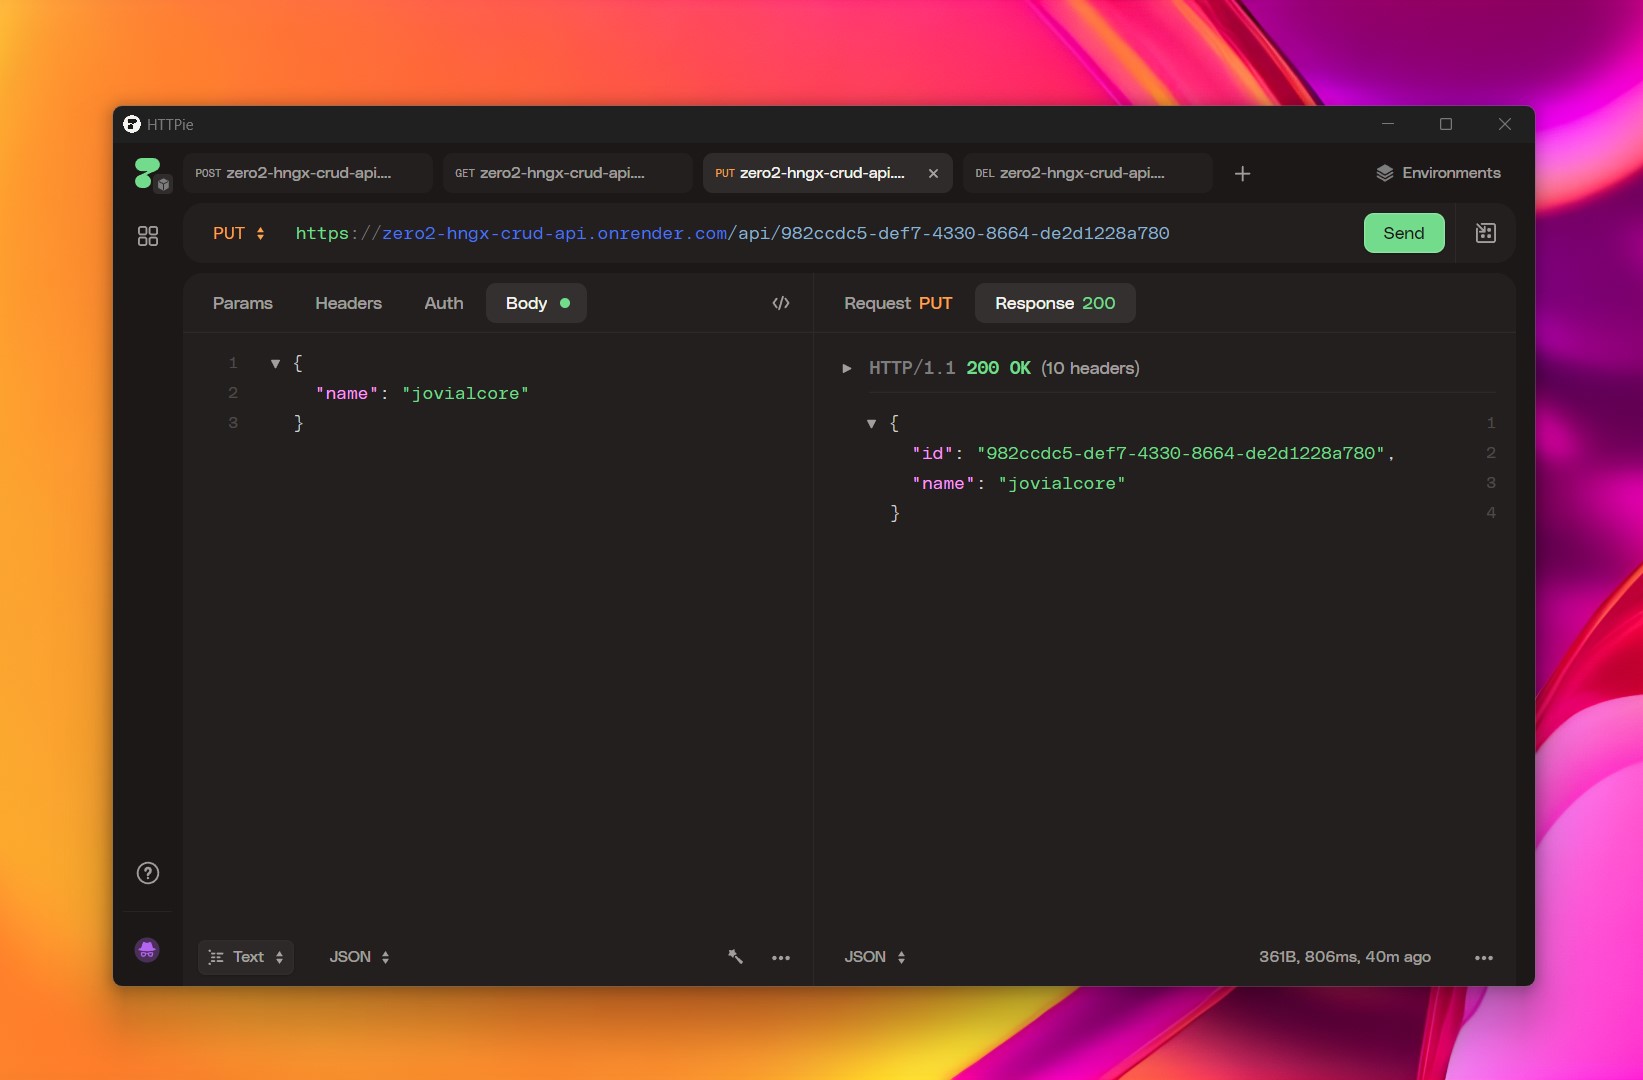 HTTPie
POST zero2-hngx-crud-api....
GET zero2-hngx-crud-api....
PUT zero2-hngx-crud-api....
DEL zero2-hngx-crud-api....
Environments
PUT https://zero2-hngx-crud-api.onrender.com/api/982ccdc5-def7-4330-8664-de2d1228a780
Send
Params Headers Auth Body
1 {
2 "name": "jovialcore"
3 }
Text JSON
Request PUT Response 200
HTTP/1.1 200 OK (10 headers)
{ 1
"id": "982ccdc5-def7-4330-8664-de2d1228a780", 2
"name": "jovialcore" 3
} 4
JSON 361B, 806ms, 40m ago